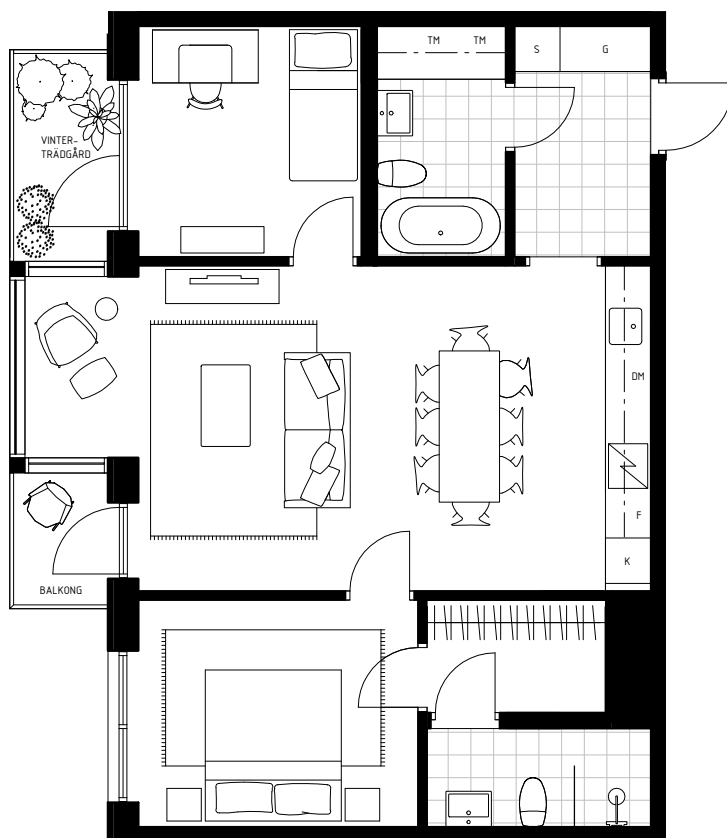 TM TM
S G
VINTER-
TRÄDGÅRD
DM
F
K
BALKONG